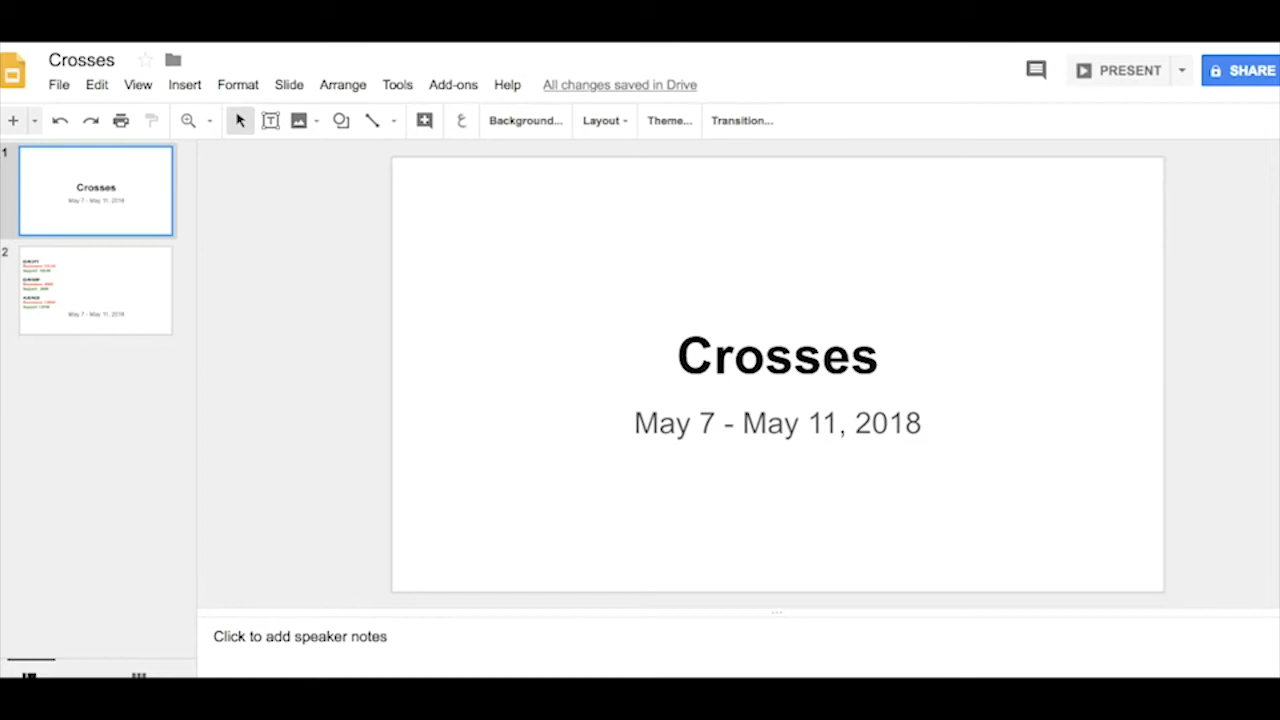 Crosses
File Edit View Insert Format Slide Arrange Tools Add-ons Help All changes saved in Drive
PRESENT
SHARE
Background... Layout Theme... Transition...
1
Crosses
May 7 - May 11, 2018
2
May 7 - May 11, 2018
Crosses
May 7 - May 11, 2018
Click to add speaker notes